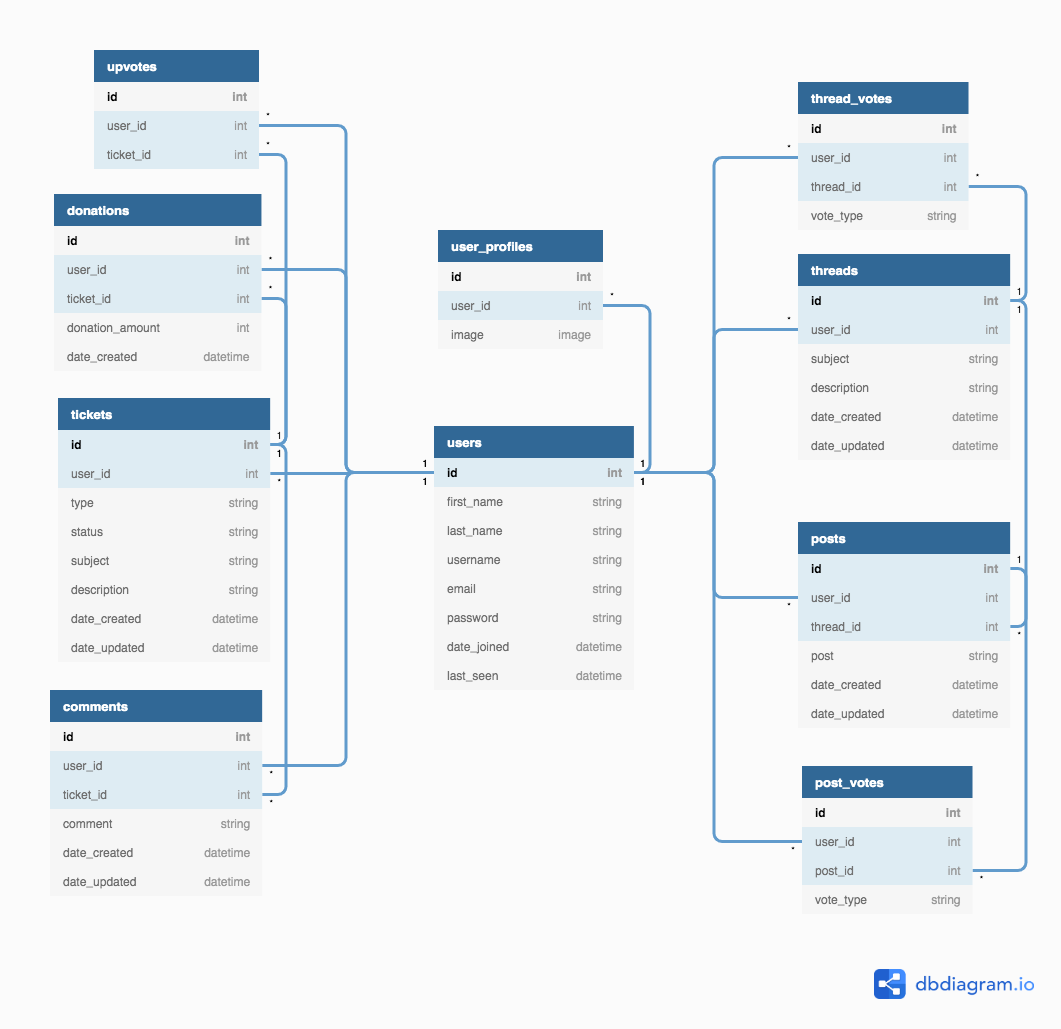 upvotes
id int
user_id int
ticket_id int
*
*
donations
id int
user_id int
ticket_id int
donation_amount int
date_created datetime
*
*
tickets
id int
user_id int
type string
status string
subject string
description string
date_created datetime
date_updated datetime
1
1
*
comments
id int
user_id int
ticket_id int
comment string
date_created datetime
date_updated datetime
*
*
user_profiles
id int
user_id int
image image
*
users
id int
first_name string
last_name string
username string
email string
password string
date_joined datetime
last_seen datetime
1
1
1
1
thread_votes
id int
user_id int
thread_id int
vote_type string
*
*
threads
id int
user_id int
subject string
description string
date_created datetime
date_updated datetime
1
1
*
posts
id int
user_id int
thread_id int
post string
date_created datetime
date_updated datetime
1
*
*
post_votes
id int
user_id int
post_id int
vote_type string
*
*
dbdiagram.io